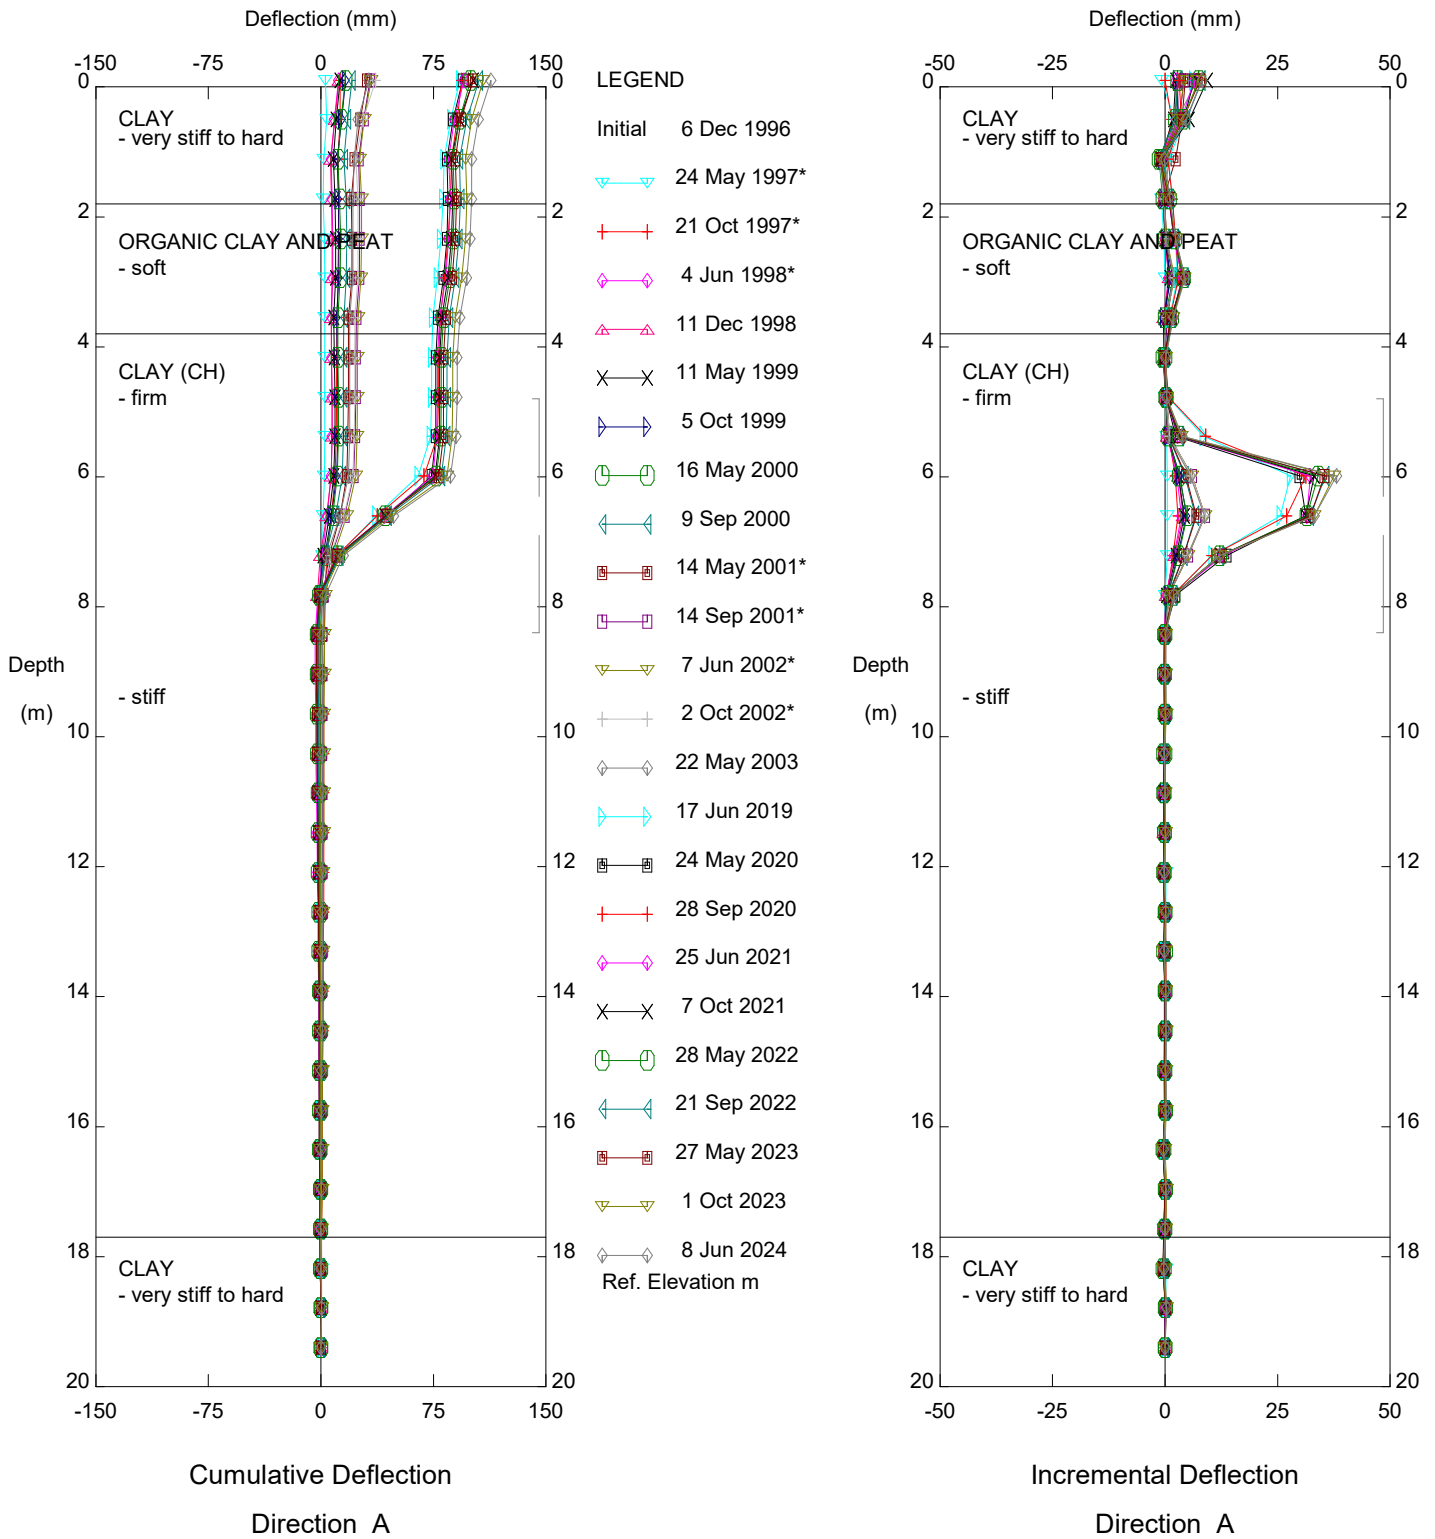 Deflection (mm)
-150 -75 0 75 150
0 0
CLAY
- very stiff to hard
2 2
ORGANIC CLAY AND PEAT
- soft
4 4
CLAY (CH)
- firm
6 6
8 8
Depth
(m)
- stiff
10 10
12 12
14 14
16 16
18 18
CLAY
- very stiff to hard
20 20
-150 -75 0 75 150
Cumulative Deflection
Direction A
LEGEND
Initial 6 Dec 1996
24 May 1997*
21 Oct 1997*
4 Jun 1998*
11 Dec 1998
11 May 1999
5 Oct 1999
16 May 2000
9 Sep 2000
14 May 2001*
14 Sep 2001*
7 Jun 2002*
2 Oct 2002*
22 May 2003
17 Jun 2019
24 May 2020
28 Sep 2020
25 Jun 2021
7 Oct 2021
28 May 2022
21 Sep 2022
27 May 2023
1 Oct 2023
8 Jun 2024
Ref. Elevation m
Deflection (mm)
-50 -25 0 25 50
0 0
CLAY
- very stiff to hard
2 2
ORGANIC CLAY AND PEAT
- soft
4 4
CLAY (CH)
- firm
6 6
8 8
Depth
(m)
- stiff
10 10
12 12
14 14
16 16
18 18
CLAY
- very stiff to hard
20 20
-50 -25 0 25 50
Incremental Deflection
Direction A